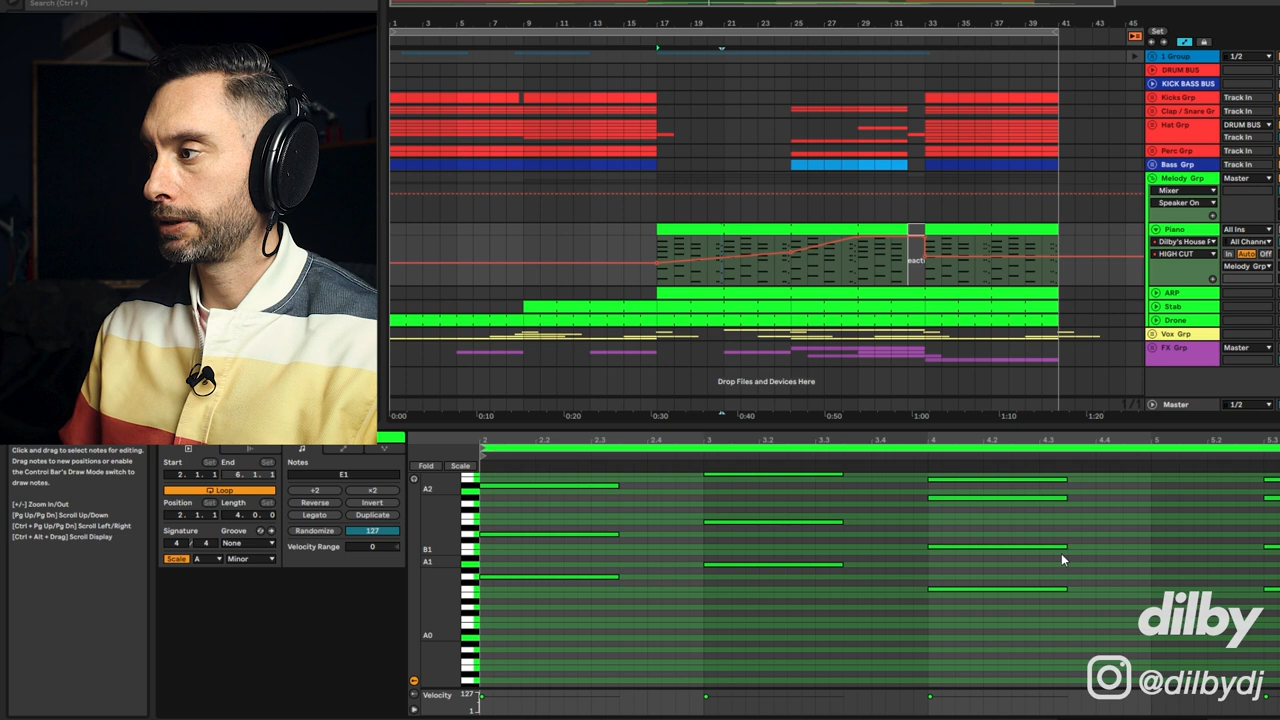 Search (Ctrl + F)
1 3 5 7 9 11 13 15 17 19 21 23 25 27 29 31 33 35 37 39 41 43 45
Set
1 Group 1/2
DRUM BUS
KICK BASS BUS
Kicks Grp Track In
Clap / Snare Gr Track In
Hat Grp DRUM BUS
Track In
Perc Grp Track In
Bass Grp Track In
Melody Grp Master
Mixer
Speaker On
Piano All Ins
Dilby's House F All Chann
HIGH CUT In Auto Off
Melody Grp
ARP
Stab
Drone
Vox Grp
FX Grp Master
Drop Files and Devices Here
1/1
Master 1/2
0:00 0:10 0:20 0:30 0:40 0:50 1:00 1:10 1:20
Click and drag to select notes for editing.
Drag notes to new positions or enable
the Control Bar's Draw Mode switch to
draw notes.
[+/-] Zoom In/Out
[Pg Up/Pg Dn] Scroll Up/Down
[Ctrl + Pg Up/Pg Dn] Scroll Left/Right
[Ctrl + Alt + Drag] Scroll Display
Start Set End Set
2. 1. 1 6. 1. 1
Loop
Position Set Length Set
2. 1. 1 4. 0. 0
Signature Groove
4 / 4 None
Scale A Minor
Notes
E1
+2 ×2
Reverse Invert
Legato Duplicate
Randomize 127
Velocity Range 0
Fold Scale
2 2.2 2.3 2.4 3 3.2 3.3 3.4 4 4.2 4.3 4.4 5 5.2 5.3
A2
B1
A1
A0
Velocity 127
1
dilby
@dilbydj